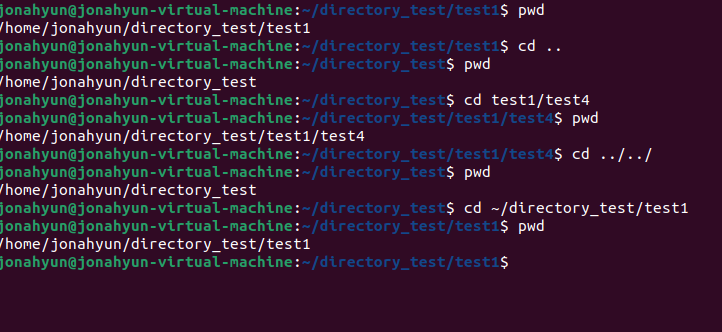 jonahyun@jonahyun-virtual-machine:~/directory_test/test1$ pwd
/home/jonahyun/directory_test/test1
jonahyun@jonahyun-virtual-machine:~/directory_test/test1$ cd ..
jonahyun@jonahyun-virtual-machine:~/directory_test$ pwd
/home/jonahyun/directory_test
jonahyun@jonahyun-virtual-machine:~/directory_test$ cd test1/test4
jonahyun@jonahyun-virtual-machine:~/directory_test/test1/test4$ pwd
/home/jonahyun/directory_test/test1/test4
jonahyun@jonahyun-virtual-machine:~/directory_test/test1/test4$ cd ../../
jonahyun@jonahyun-virtual-machine:~/directory_test$ pwd
/home/jonahyun/directory_test
jonahyun@jonahyun-virtual-machine:~/directory_test$ cd ~/directory_test/test1
jonahyun@jonahyun-virtual-machine:~/directory_test/test1$ pwd
/home/jonahyun/directory_test/test1
jonahyun@jonahyun-virtual-machine:~/directory_test/test1$